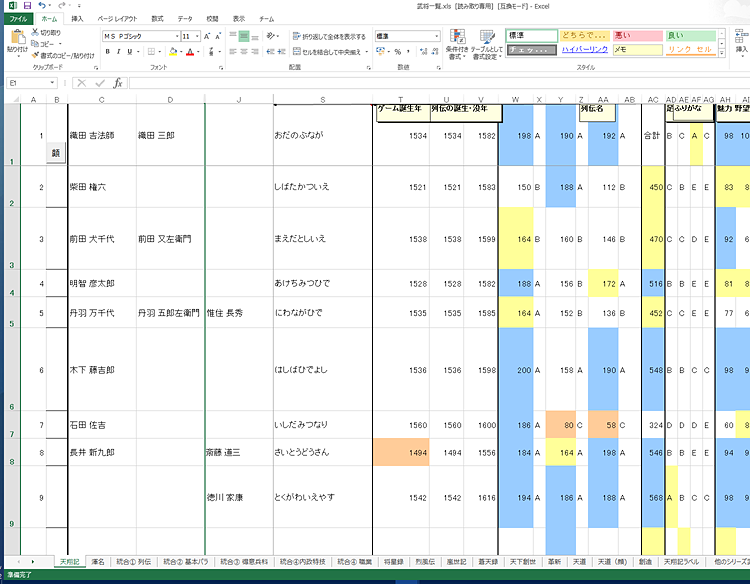 武将一覧.xls [読み取り専用] [互換モード] - Excel
ファイル ホーム 挿入 ページ レイアウト 数式 データ 校閲 表示 チーム
貼り付け 切り取り コピー 書式のコピー/貼り付け
ＭＳ Ｐゴシック 11
B I U
折り返して全体を表示する
セルを結合して中央揃え
標準
条件付き書式 テーブルとして書式設定
標準 どちらで... 悪い 良い
チェッ... ハイパーリンク メモ リンク セル
挿入
クリップボード フォント 配置 数値 スタイル
E1 fx
A B C D J S T U V W X Y Z AA AB AC AD AE AF AG AH
ゲーム誕生年 列伝の誕生・没年 列伝名 ふりがな 魅力 野望
1 1 顔 織田 吉法師 織田 三郎 おだのぶなが 1534 1534 1582 198 A 190 A 192 A 合計 B C A C 98
2 2 柴田 権六 しばたかついえ 1521 1521 1583 150 B 188 A 112 B 450 C B E E 83
3 3 前田 犬千代 前田 又左衛門 まえだとしいえ 1538 1538 1599 164 B 160 B 146 B 470 C C D E 92
4 4 明智 彦太郎 あけちみつひで 1528 1528 1582 188 A 156 B 172 A 516 B B E E 81
5 5 丹羽 万千代 丹羽 五郎左衛門 惟住 長秀 にわながひで 1535 1535 1585 164 A 152 B 136 B 452 C C E E 77
6 6 木下 藤吉郎 はしばひでよし 1536 1536 1598 200 A 158 A 190 A 548 B B C C 98
7 7 石田 佐吉 いしだみつなり 1560 1560 1600 186 A 80 C 58 C 324 D D D E 60
8 8 長井 新九郎 斎藤 道三 さいとうどうさん 1494 1494 1556 184 A 164 A 198 A 546 B B E E 94
9 9 徳川 家康 とくがわいえやす 1542 1542 1616 194 A 186 A 188 A 568 A B C C 98
天翔記 諱名 統合① 列伝 統合② 基本パラ 統合③ 得意兵科 統合④内政特技 統合④ 職業 将星録 烈風伝 嵐世記 蒼天録 天下創世 革新 天道 天道 (顔) 創造 天翔記ラベル 他のシリーズ
準備完了